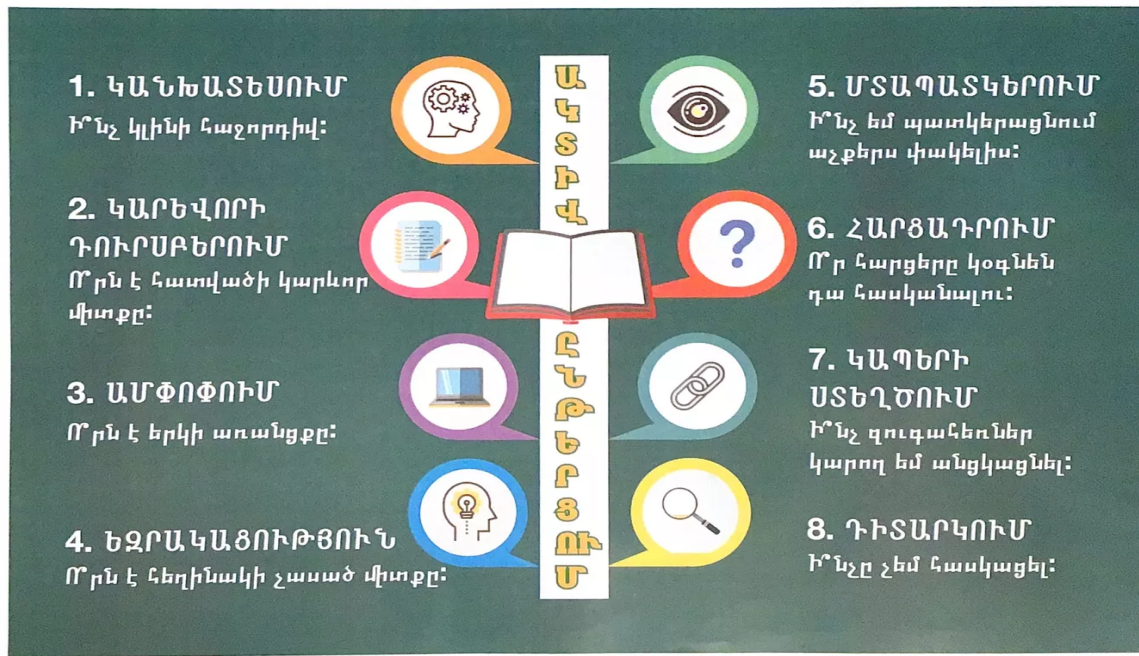 1. ԿԱՆԽԱՏԵՍՈՒՄ
Ի՞նչ կլինի հաջորդիվ:
2. ԿԱՐԵՎՈՐԻ
ԴՈՒՐՍԲԵՐՈՒՄ
Ո՞րն է հատվածի կարևոր
միտքը:
3. ԱՄՓՈՓՈՒՄ
Ո՞րն է երկի առանցքը:
4. ԵԶՐԱԿԱՑՈՒԹՅՈՒՆ
Ո՞րն է հեղինակի չասած միտքը:
ԱԿՏԻՎ
ԸՆԹԵՐՑՈՒՄ
5. ՄՏԱՊԱՏԿԵՐՈՒՄ
Ի՞նչ եմ պատկերացնում
աչքերս փակելիս:
6. ՀԱՐՑԱԴՐՈՒՄ
Ո՞ր հարցերը կօգնեն
դա հասկանալու:
7. ԿԱՊԵՐԻ
ՍՏԵՂԾՈՒՄ
Ի՞նչ զուգահեռներ
կարող եմ անցկացնել:
8. ԴԻՏԱՐԿՈՒՄ
Ի՞նչը չեմ հասկացել: